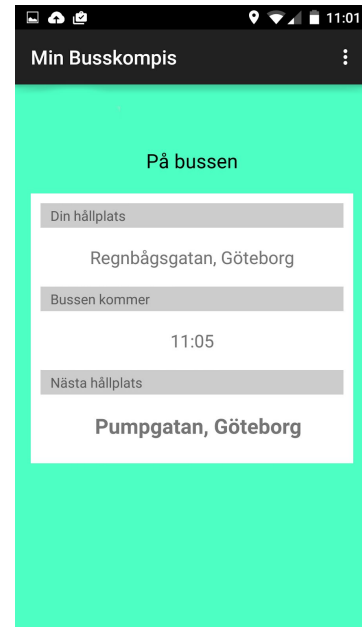 11:01
Min Busskompis
På bussen
Din hållplats
Regnbågsgatan, Göteborg
Bussen kommer
11:05
Nästa hållplats
Pumpgatan, Göteborg